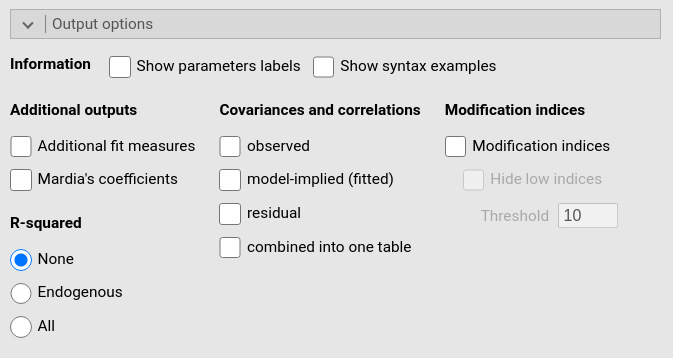 Output options
Information
Show parameters labels
Show syntax examples
Additional outputs
Additional fit measures
Mardia's coefficients
R-squared
None
Endogenous
All
Covariances and correlations
observed
model-implied (fitted)
residual
combined into one table
Modification indices
Modification indices
Hide low indices
Threshold 10